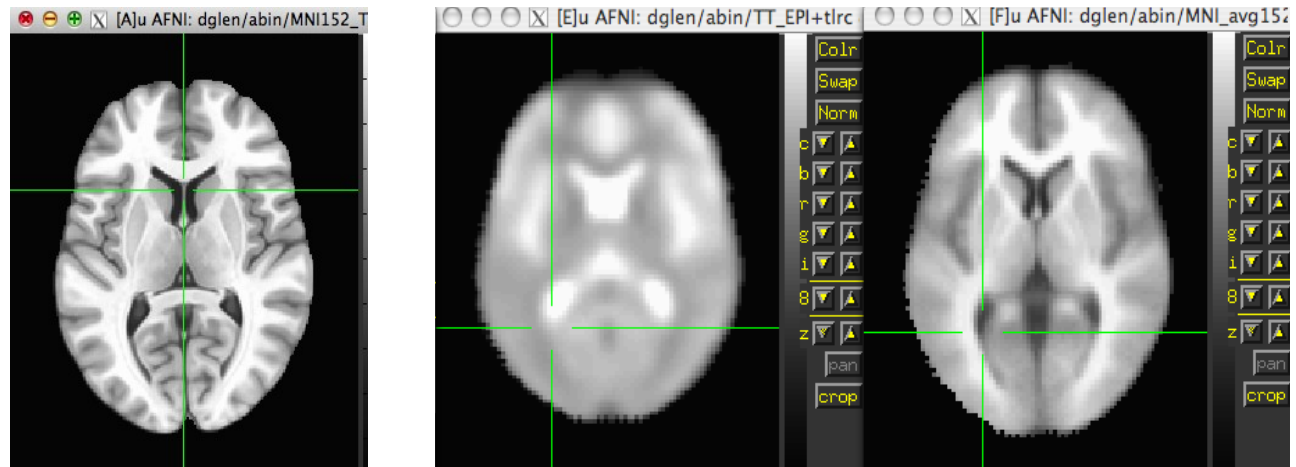 X [A]u AFNI: dglen/abin/MNI152_T
X [E]u AFNI: dglen/abin/TT_EPI+tlrc
Colr
Swap
Norm
c
b
r
g
i
8
z
pan
crop
X [F]u AFNI: dglen/abin/MNI_avg152
Colr
Swap
Norm
c
b
r
g
i
8
z
pan
crop